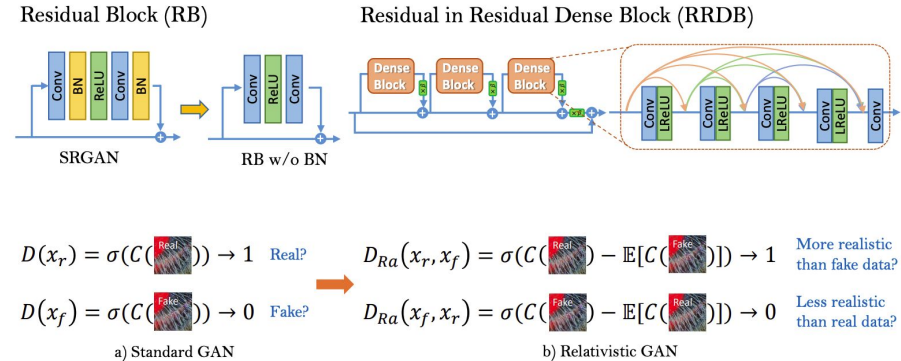 Residual Block (RB)
Residual in Residual Dense Block (RRDB)
Conv
BN
ReLU
Conv
BN
SRGAN
Conv
ReLU
Conv
RB w/o BN
Dense
Block
Dense
Block
Dense
Block
×β
×β
×β
×β
Conv
LReLU
Conv
LReLU
Conv
LReLU
Conv
LReLU
Conv
D(xᵣ) = σ(C(Real)) → 1 Real?
D(x_f) = σ(C(Fake)) → 0 Fake?
a) Standard GAN
D_Ra(xᵣ, x_f) = σ(C(Real) − 𝔼[C(Fake)]) → 1
More realistic
than fake data?
D_Ra(x_f, xᵣ) = σ(C(Fake) − 𝔼[C(Real)]) → 0
Less realistic
than real data?
b) Relativistic GAN